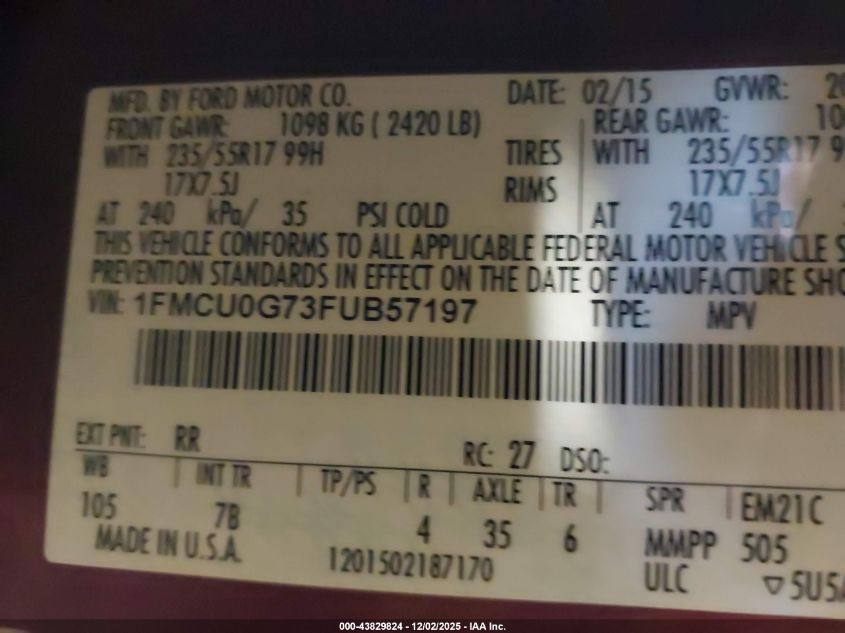 MFD. BY FORD MOTOR CO. DATE: 02/15 GVWR:
FRONT GAWR: 1098 KG ( 2420 LB) REAR GAWR:
WITH 235/55R17 99H TIRES WITH 235/55R17
17X7.5J RIMS 17X7.5J
AT 240 kPa/ 35 PSI COLD AT 240 kPa/
THIS VEHICLE CONFORMS TO ALL APPLICABLE FEDERAL MOTOR VEHICLE
PREVENTION STANDARDS IN EFFECT ON THE DATE OF MANUFACTURE
VIN: 1FMCU0G73FUB57197 TYPE: MPV
EXT PNT: RR RC: 27 DSO:
WB | INT TR | TP/PS | R | AXLE | TR | SPR | EM21C
105 7B 4 35 6 MMPP 505
MADE IN U.S.A. 1201502187170 ULC ▽5U5A
000-43829824 - 12/02/2025 - IAA Inc.